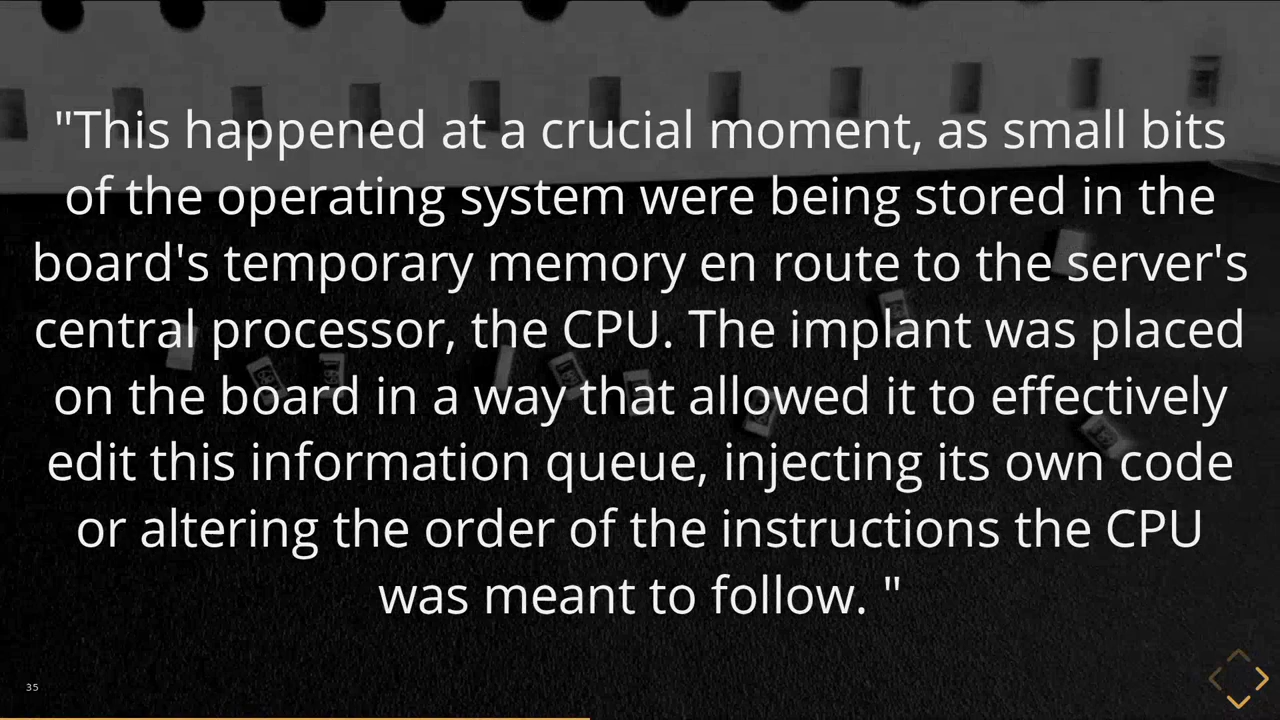 "This happened at a crucial moment, as small bits
of the operating system were being stored in the
board's temporary memory en route to the server's
central processor, the CPU. The implant was placed
on the board in a way that allowed it to effectively
edit this information queue, injecting its own code
or altering the order of the instructions the CPU
was meant to follow. "
35